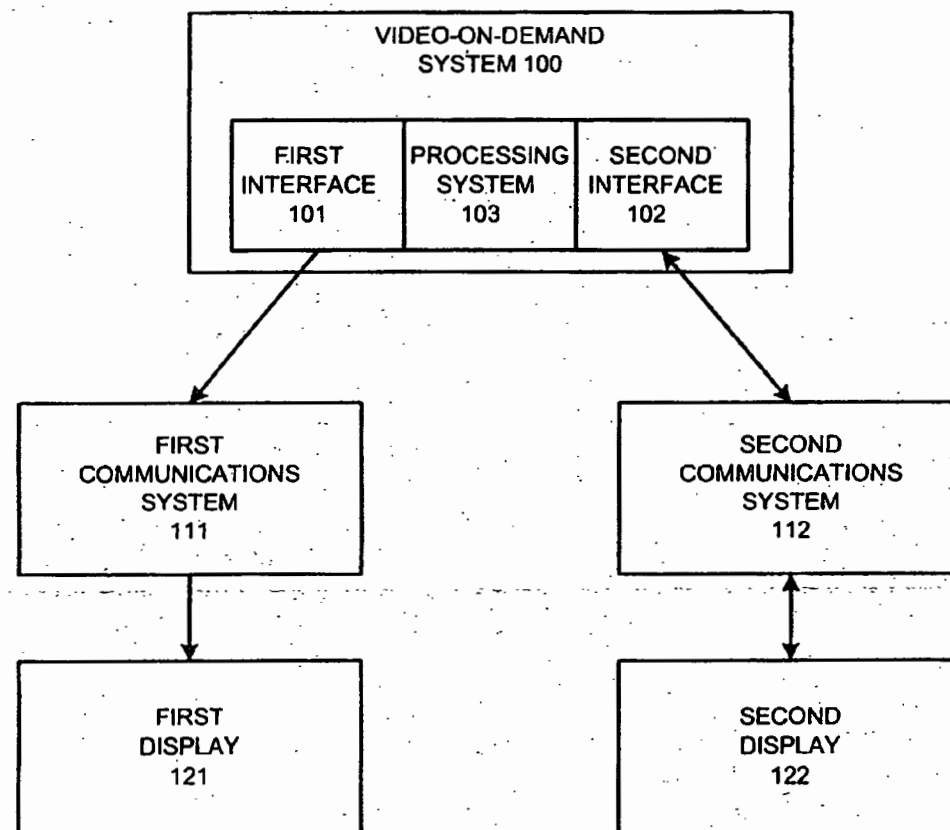 VIDEO-ON-DEMAND
SYSTEM 100
FIRST
INTERFACE
101
PROCESSING
SYSTEM
103
SECOND
INTERFACE
102
FIRST
COMMUNICATIONS
SYSTEM
111
SECOND
COMMUNICATIONS
SYSTEM
112
FIRST
DISPLAY
121
SECOND
DISPLAY
122